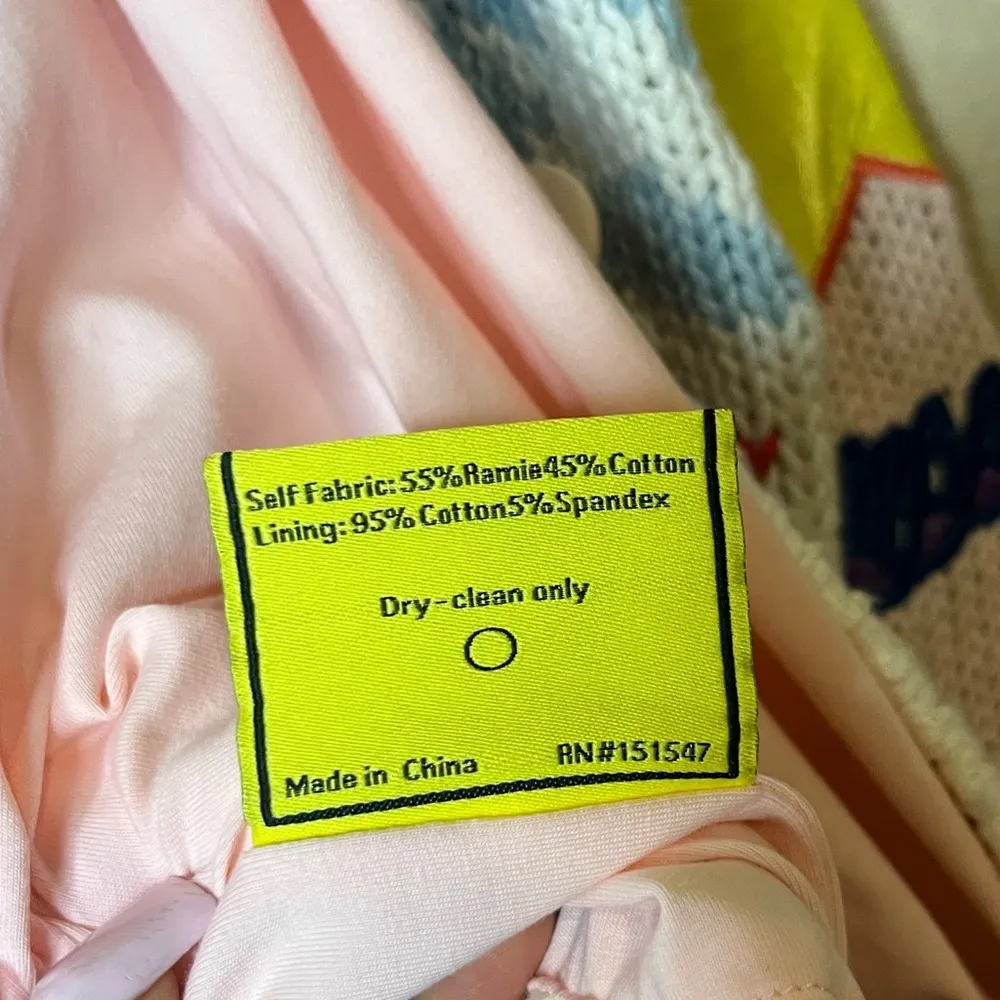 Self Fabric:55%Ramie45%Cotton
Lining:95%Cotton5%Spandex
Dry-clean only
Made in China
RN#151547